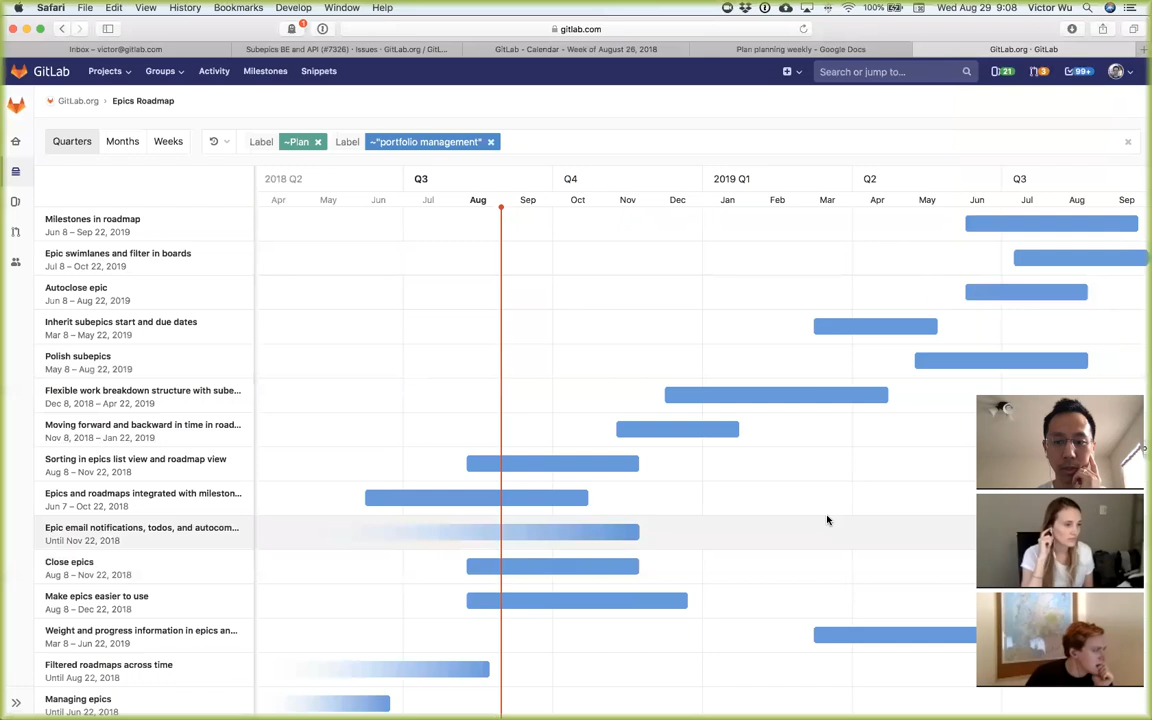 Safari File Edit View History Bookmarks Develop Window Help 100% Wed Aug 29 9:08 Victor Wu
gitlab.com
Inbox – victor@gitlab.com
Subepics BE and API (#7326) · Issues · GitLab.org / GitL...
GitLab - Calendar - Week of August 26, 2018
Plan planning weekly - Google Docs
GitLab.org · GitLab
GitLab Projects Groups Activity Milestones Snippets Search or jump to... 21 3 99+
GitLab.org › Epics Roadmap
Quarters Months Weeks Label ~Plan Label ~"portfolio management"
2018 Q2 Q3 Q4 2019 Q1 Q2 Q3
Apr May Jun Jul Aug Sep Oct Nov Dec Jan Feb Mar Apr May Jun Jul Aug Sep
Milestones in roadmap
Jun 8 – Sep 22, 2019
Epic swimlanes and filter in boards
Jul 8 – Oct 22, 2019
Autoclose epic
Jun 8 – Aug 22, 2019
Inherit subepics start and due dates
Mar 8 – May 22, 2019
Polish subepics
May 8 – Aug 22, 2019
Flexible work breakdown structure with sube...
Dec 8, 2018 – Apr 22, 2019
Moving forward and backward in time in road...
Nov 8, 2018 – Jan 22, 2019
Sorting in epics list view and roadmap view
Aug 8 – Nov 22, 2018
Epics and roadmaps integrated with mileston...
Jun 7 – Oct 22, 2018
Epic email notifications, todos, and autocom...
Until Nov 22, 2018
Close epics
Aug 8 – Nov 22, 2018
Make epics easier to use
Aug 8 – Dec 22, 2018
Weight and progress information in epics an...
Mar 8 – Jun 22, 2019
Filtered roadmaps across time
Until Aug 22, 2018
Managing epics
Until Jun 22, 2018